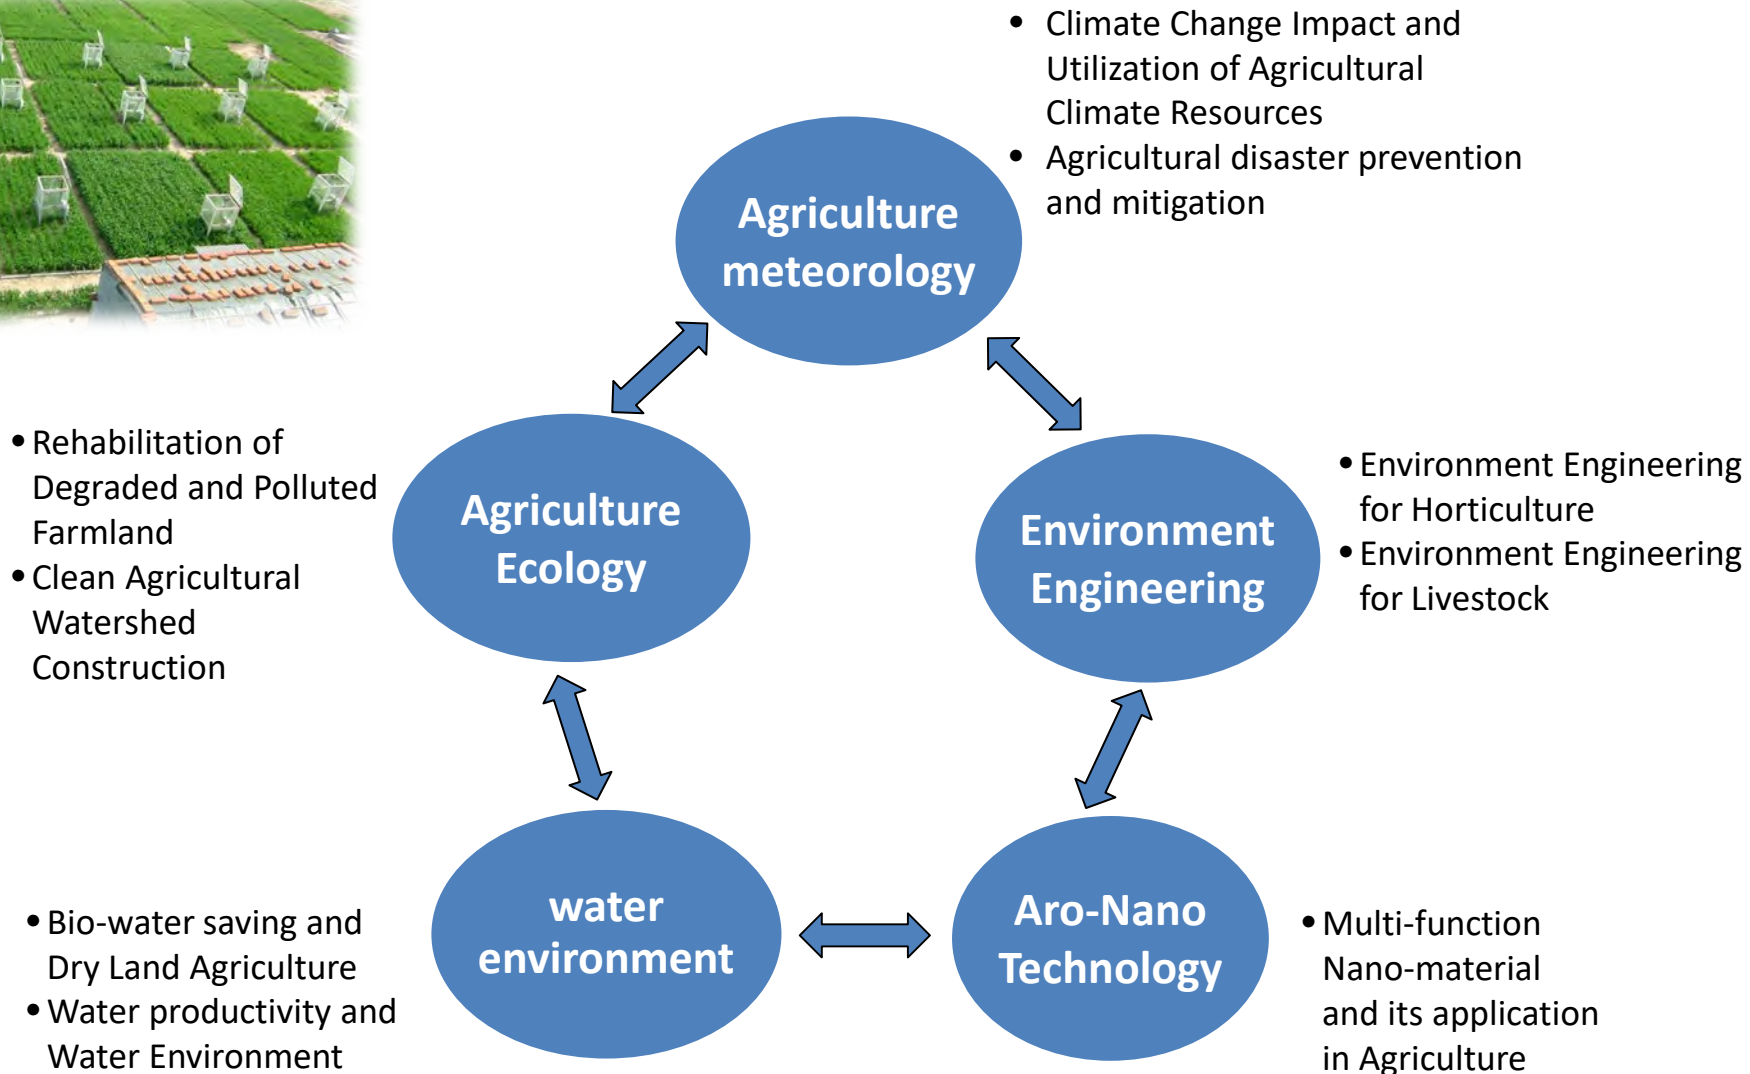 • Climate Change Impact and
Utilization of Agricultural
Climate Resources
• Agricultural disaster prevention
and mitigation
Agriculture
meteorology
• Rehabilitation of
Degraded and Polluted
Farmland
• Clean Agricultural
Watershed
Construction
Agriculture
Ecology
Environment
Engineering
• Environment Engineering
for Horticulture
• Environment Engineering
for Livestock
• Bio-water saving and
Dry Land Agriculture
• Water productivity and
Water Environment
water
environment
Aro-Nano
Technology
• Multi-function
Nano-material
and its application
in Agriculture